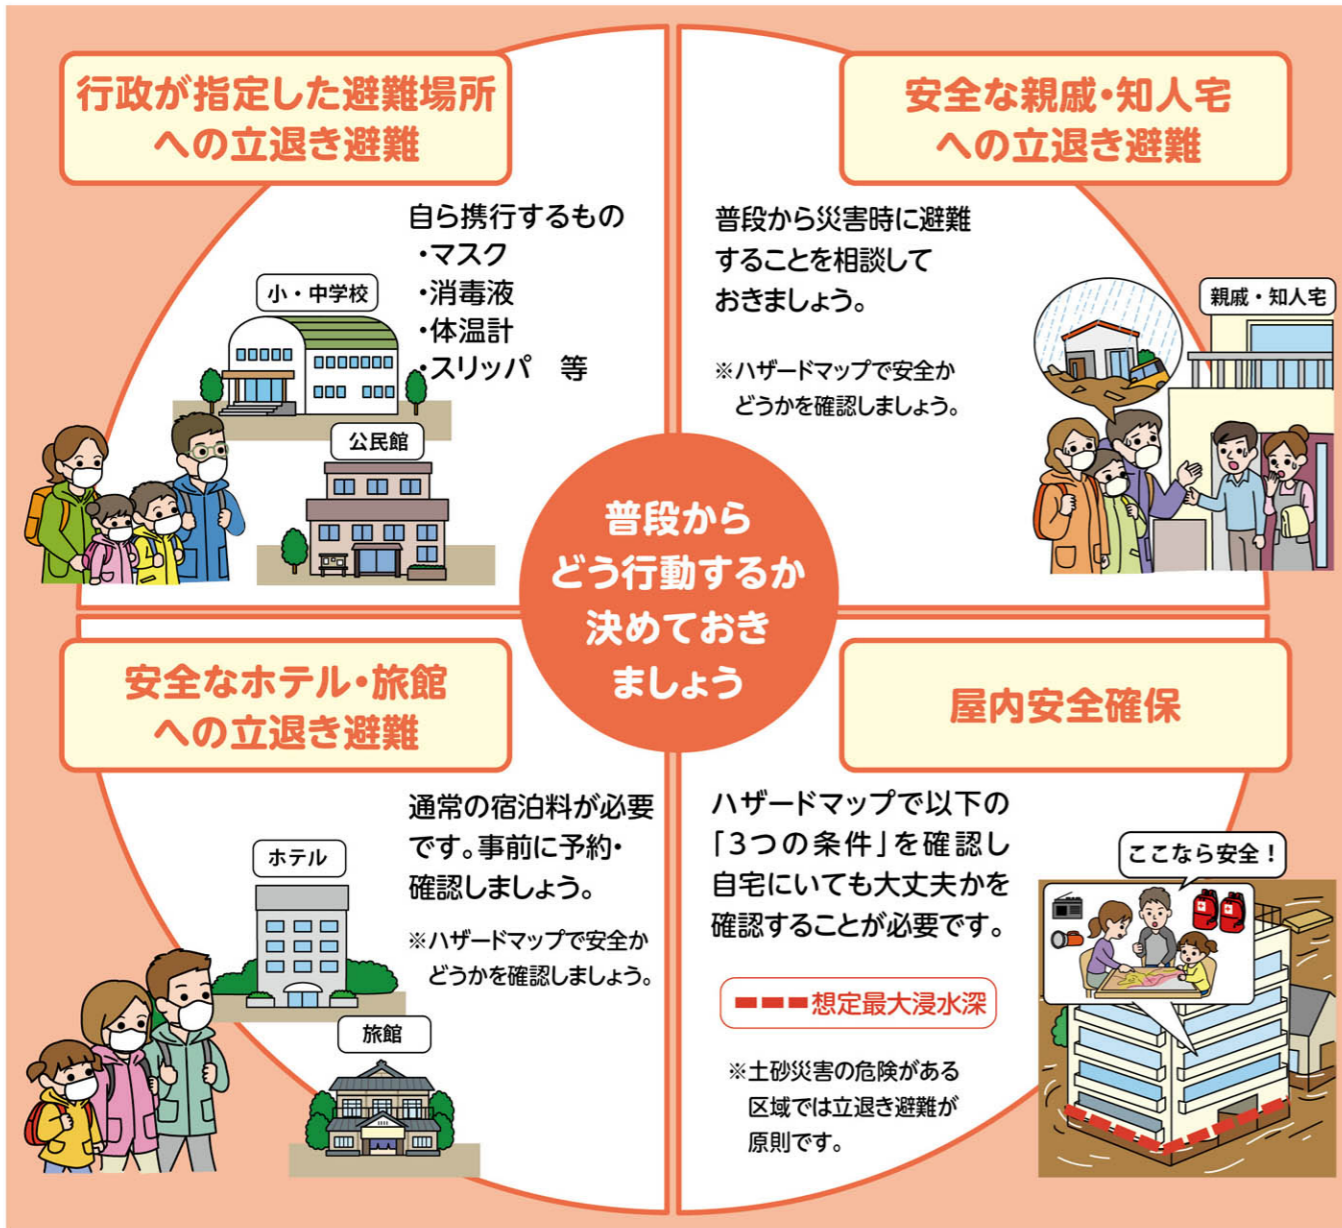 行政が指定した避難場所
への立退き避難
自ら携行するもの
・マスク
・消毒液
・体温計
・スリッパ　等
小・中学校
公民館
安全な親戚・知人宅
への立退き避難
普段から災害時に避難
することを相談して
おきましょう。
※ハザードマップで安全か
どうかを確認しましょう。
親戚・知人宅
普段から
どう行動するか
決めておき
ましょう
安全なホテル・旅館
への立退き避難
通常の宿泊料が必要
です。事前に予約・
確認しましょう。
※ハザードマップで安全か
どうかを確認しましょう。
ホテル
旅館
屋内安全確保
ハザードマップで以下の
「3つの条件」を確認し
自宅にいても大丈夫かを
確認することが必要です。
想定最大浸水深
※土砂災害の危険がある
区域では立退き避難が
原則です。
ここなら安全！